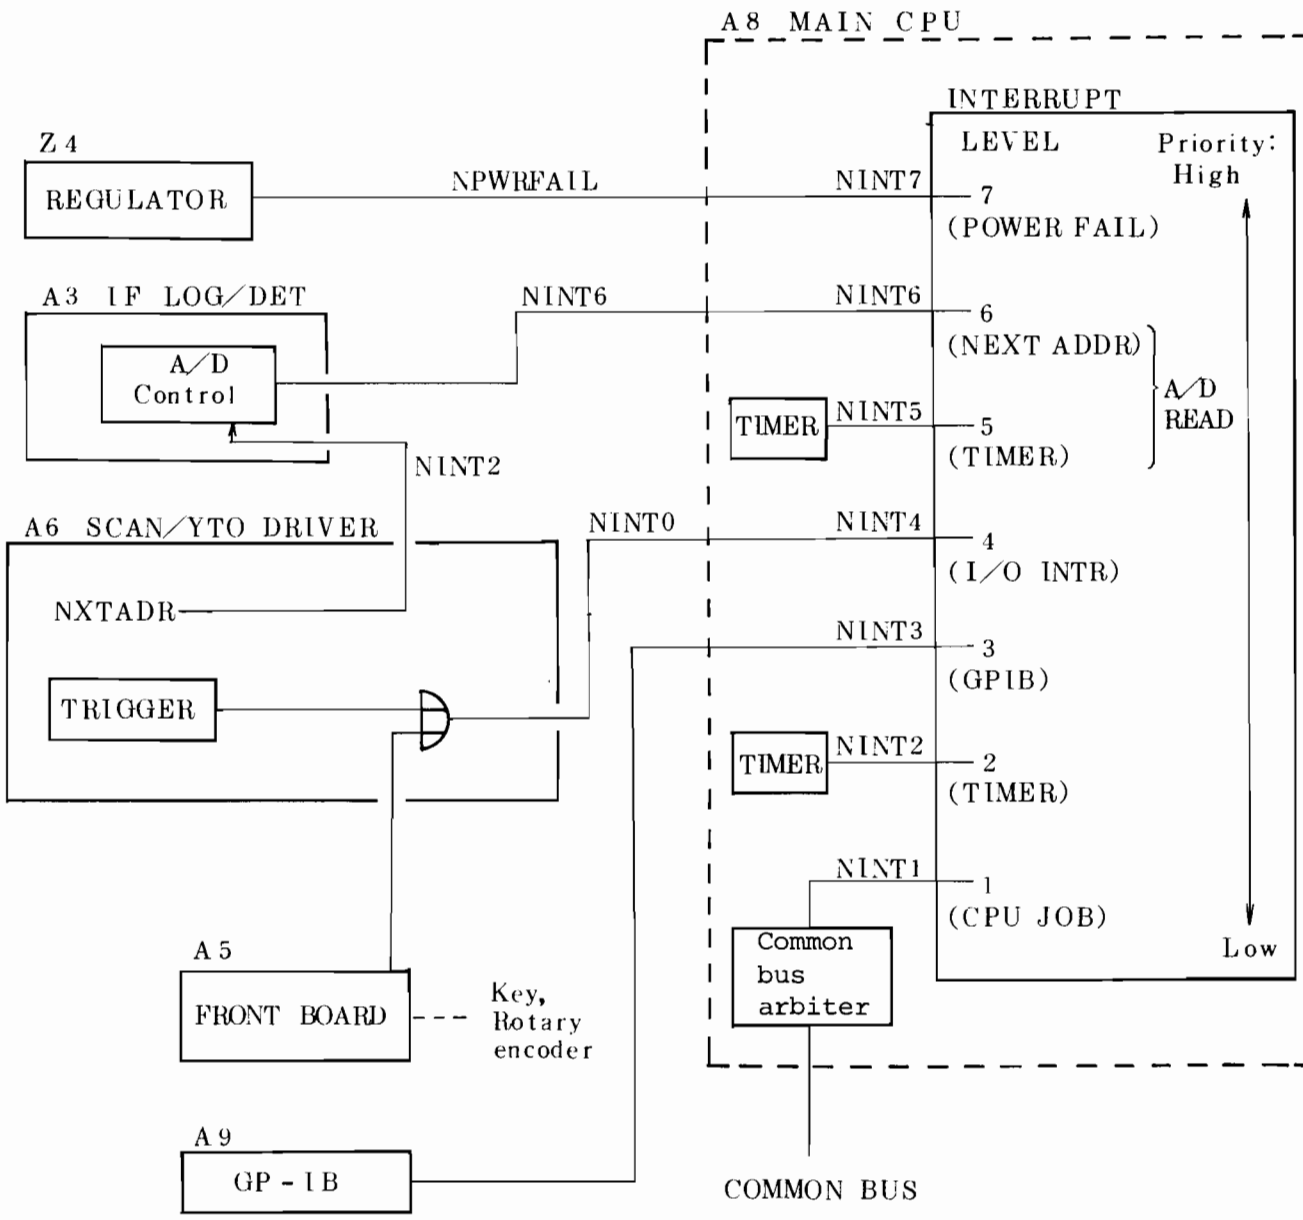 A8 MAIN CPU
INTERRUPT
LEVEL
Priority:
High
Z4
REGULATOR
NPWRFAIL
NINT7
7
(POWER FAIL)
A3 IF LOG/DET
A/D
Control
NINT6
NINT6
6
(NEXT ADDR)
A/D
READ
TIMER
NINT5
5
(TIMER)
NINT2
A6 SCAN/YTO DRIVER
NINT0
NINT4
4
(I/O INTR)
NXTADR
NINT3
3
(GPIB)
TRIGGER
TIMER
NINT2
2
(TIMER)
NINT1
1
(CPU JOB)
Low
Common
bus
arbiter
A5
FRONT BOARD
Key,
Rotary
encoder
A9
GP-IB
COMMON BUS